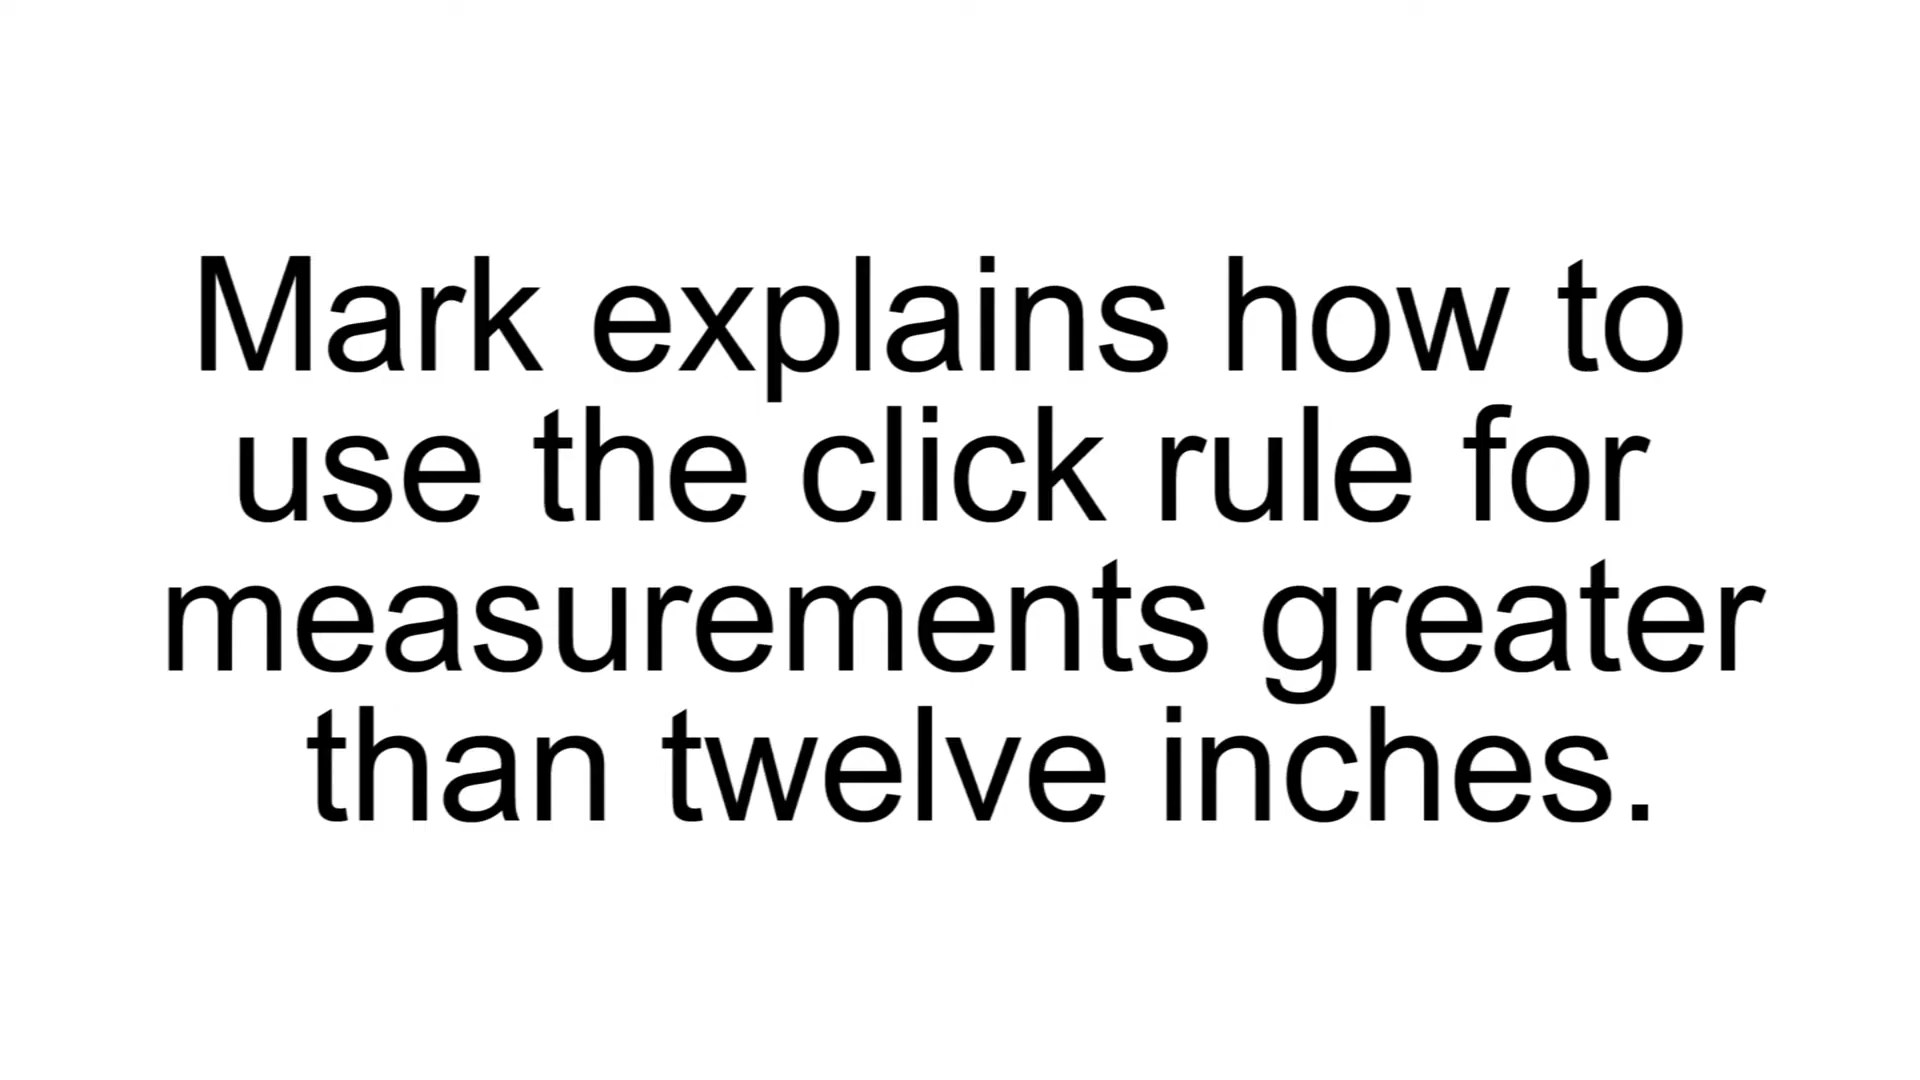 Mark explains how to
use the click rule for
measurements greater
than twelve inches.